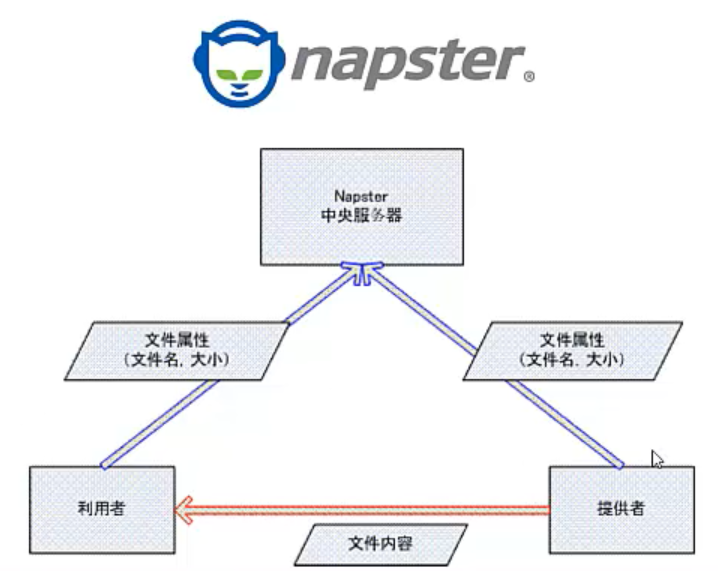 napster®
Napster
中央服务器
文件属性
(文件名, 大小)
文件属性
(文件名, 大小)
利用者
提供者
文件内容